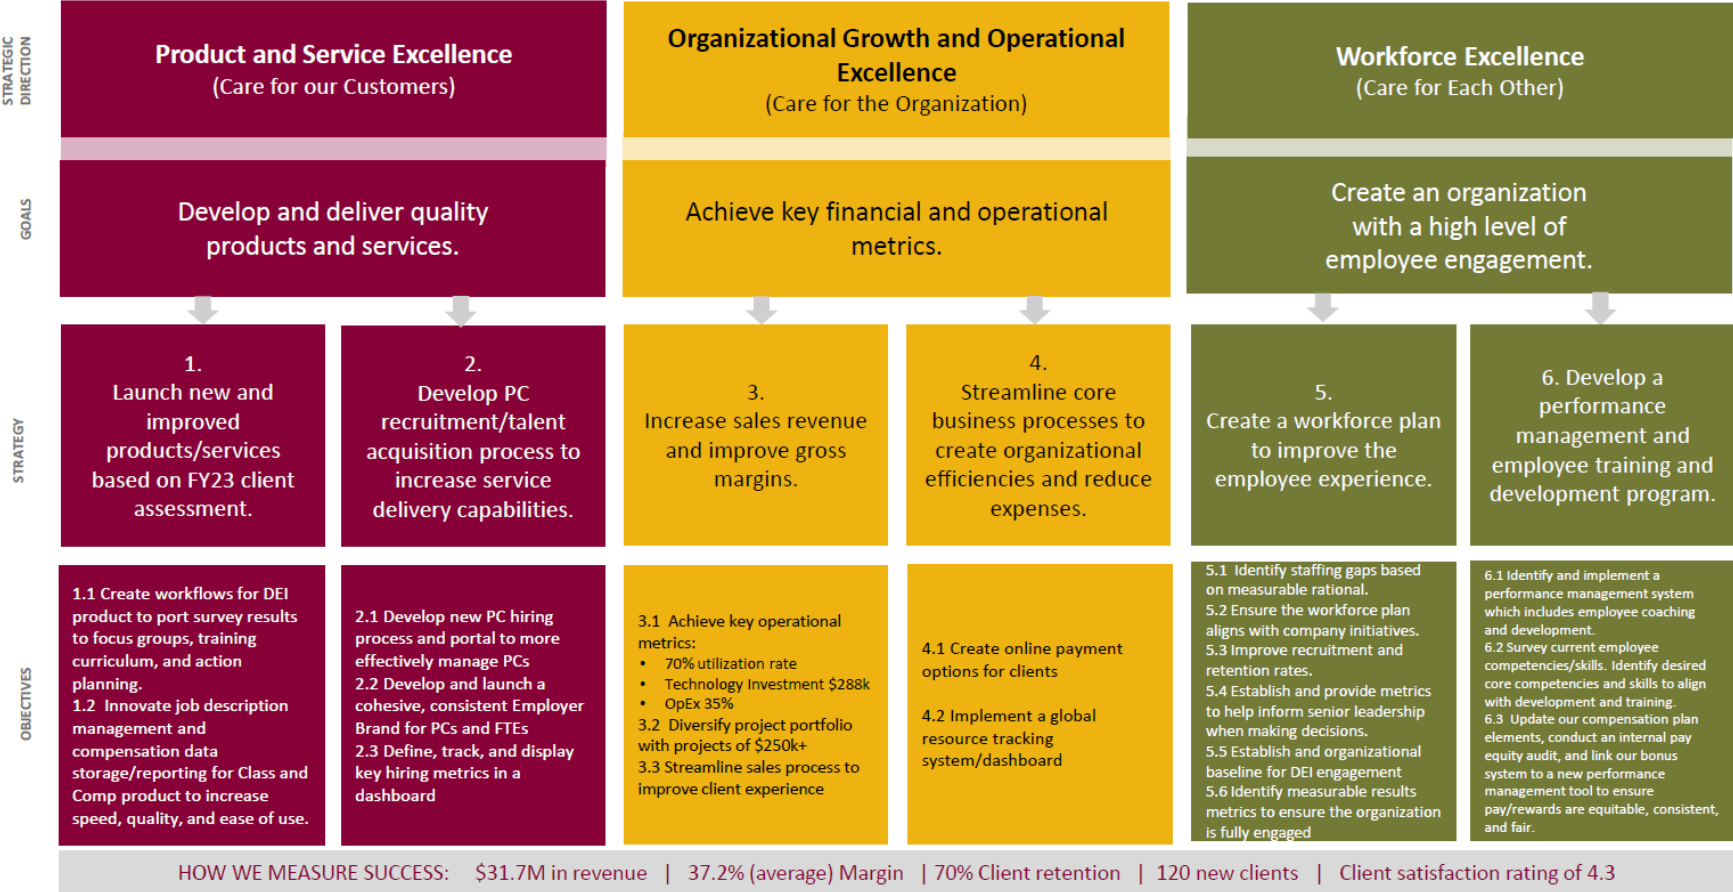 STRATEGIC
DIRECTION
Product and Service Excellence
(Care for our Customers)
Organizational Growth and Operational
Excellence
(Care for the Organization)
Workforce Excellence
(Care for Each Other)
GOALS
Develop and deliver quality
products and services.
Achieve key financial and operational
metrics.
Create an organization
with a high level of
employee engagement.
STRATEGY
1.
Launch new and
improved
products/services
based on FY23 client
assessment.
2.
Develop PC
recruitment/talent
acquisition process to
increase service
delivery capabilities.
3.
Increase sales revenue
and improve gross
margins.
4.
Streamline core
business processes to
create organizational
efficiencies and reduce
expenses.
5.
Create a workforce plan
to improve the
employee experience.
6. Develop a
performance
management and
employee training and
development program.
OBJECTIVES
1.1 Create workflows for DEI
product to port survey results
to focus groups, training
curriculum, and action
planning.
1.2 Innovate job description
management and
compensation data
storage/reporting for Class and
Comp product to increase
speed, quality, and ease of use.
2.1 Develop new PC hiring
process and portal to more
effectively manage PCs
2.2 Develop and launch a
cohesive, consistent Employer
Brand for PCs and FTEs
2.3 Define, track, and display
key hiring metrics in a
dashboard
3.1 Achieve key operational
metrics:
• 70% utilization rate
• Technology Investment $288k
• OpEx 35%
3.2 Diversify project portfolio
with projects of $250k+
3.3 Streamline sales process to
improve client experience
4.1 Create online payment
options for clients
4.2 Implement a global
resource tracking
system/dashboard
5.1 Identify staffing gaps based
on measurable rational.
5.2 Ensure the workforce plan
aligns with company initiatives.
5.3 Improve recruitment and
retention rates.
5.4 Establish and provide metrics
to help inform senior leadership
when making decisions.
5.5 Establish and organizational
baseline for DEI engagement
5.6 Identify measurable results
metrics to ensure the organization
is fully engaged
6.1 Identify and implement a
performance management system
which includes employee coaching
and development.
6.2 Survey current employee
competencies/skills. Identify desired
core competencies and skills to align
with development and training.
6.3 Update our compensation plan
elements, conduct an internal pay
equity audit, and link our bonus
system to a new performance
management tool to ensure
pay/rewards are equitable, consistent,
and fair.
HOW WE MEASURE SUCCESS: $31.7M in revenue | 37.2% (average) Margin | 70% Client retention | 120 new clients | Client satisfaction rating of 4.3